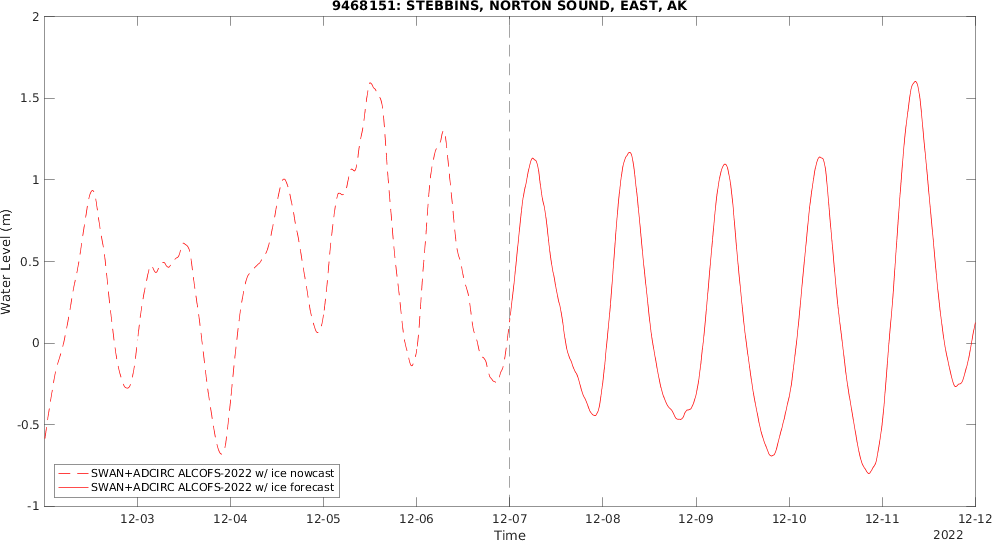 9468151: STEBBINS, NORTON SOUND, EAST, AK
2
1.5
1
0.5
0
-0.5
-1
Water Level (m)
SWAN+ADCIRC ALCOFS-2022 w/ ice nowcast
SWAN+ADCIRC ALCOFS-2022 w/ ice forecast
12-03 12-04 12-05 12-06 12-07 12-08 12-09 12-10 12-11 12-12
Time
2022